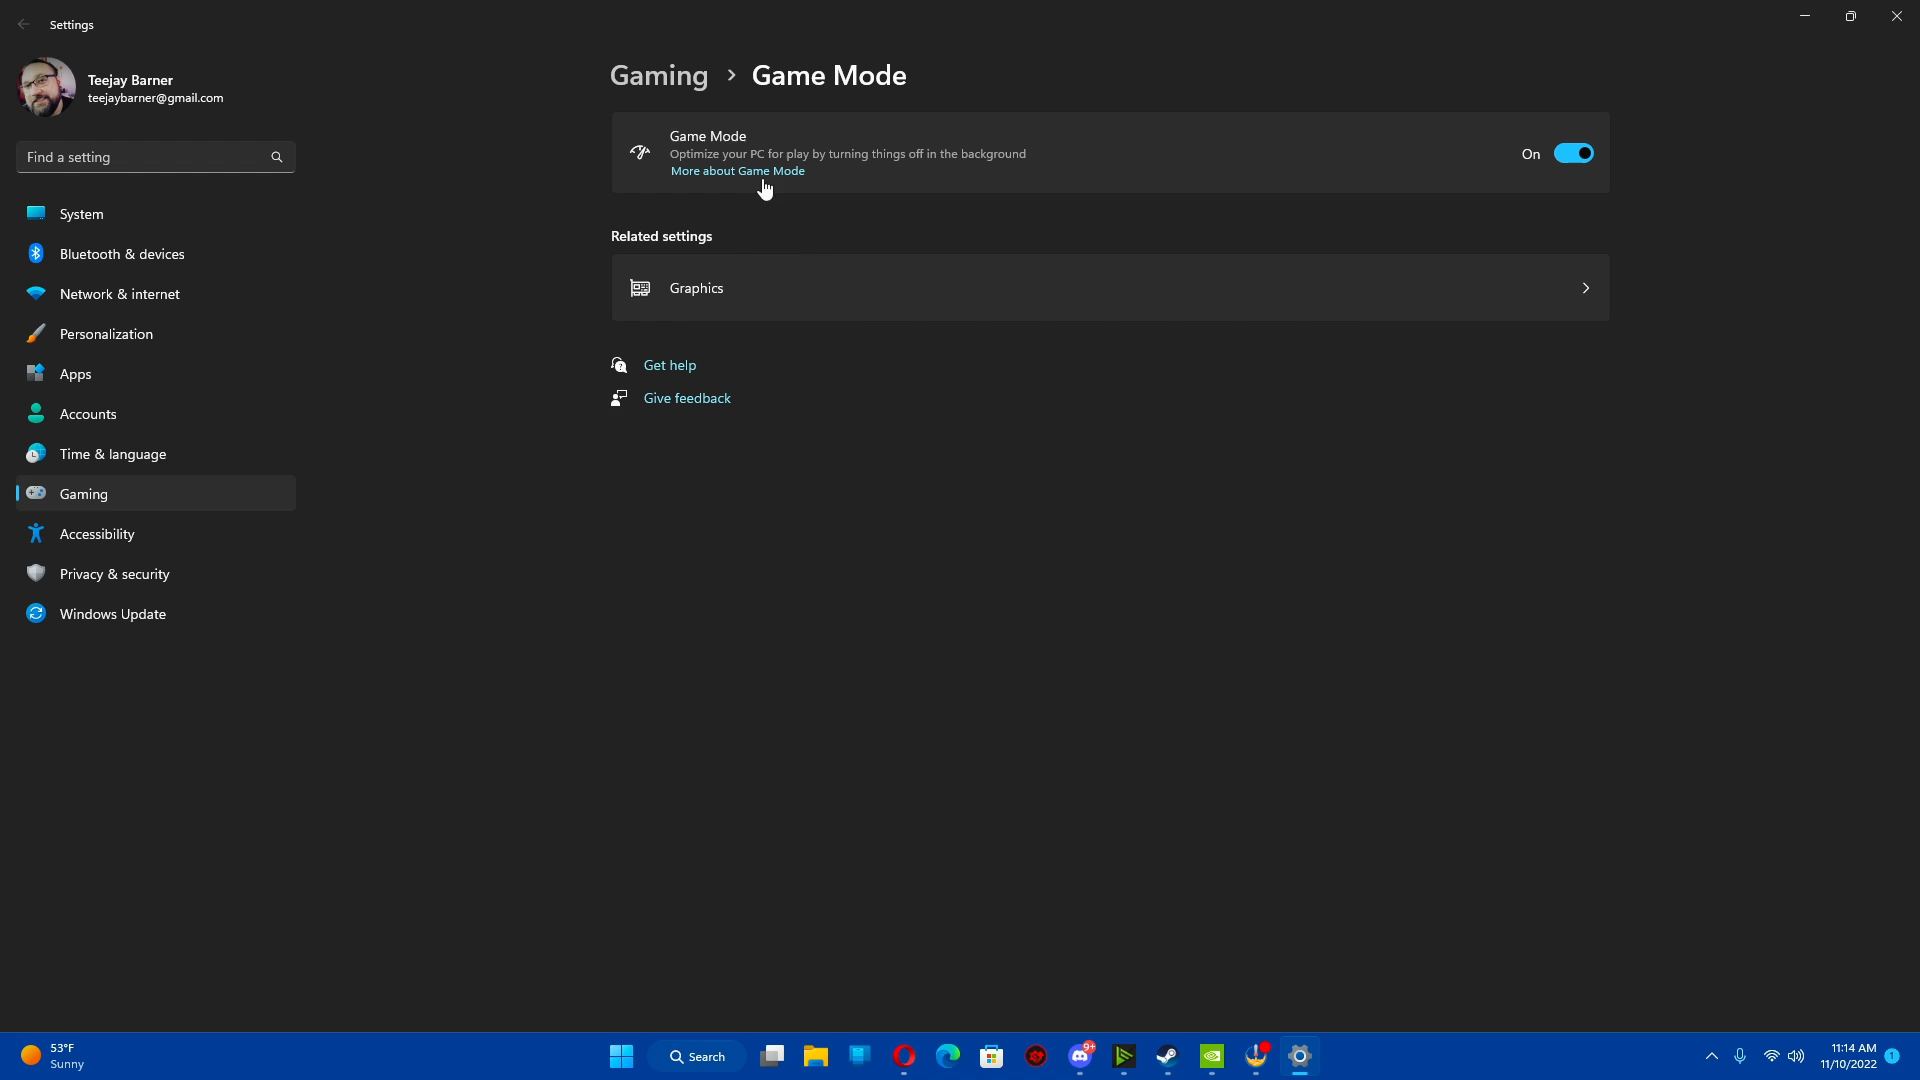 Settings
Teejay Barner
teejaybarner@gmail.com
Find a setting
System
Bluetooth & devices
Network & internet
Personalization
Apps
Accounts
Time & language
Gaming
Accessibility
Privacy & security
Windows Update
Gaming > Game Mode
Game Mode
Optimize your PC for play by turning things off in the background
More about Game Mode
On
Related settings
Graphics
Get help
Give feedback
53°F
Sunny
Search
9+
11:14 AM
11/10/2022
1